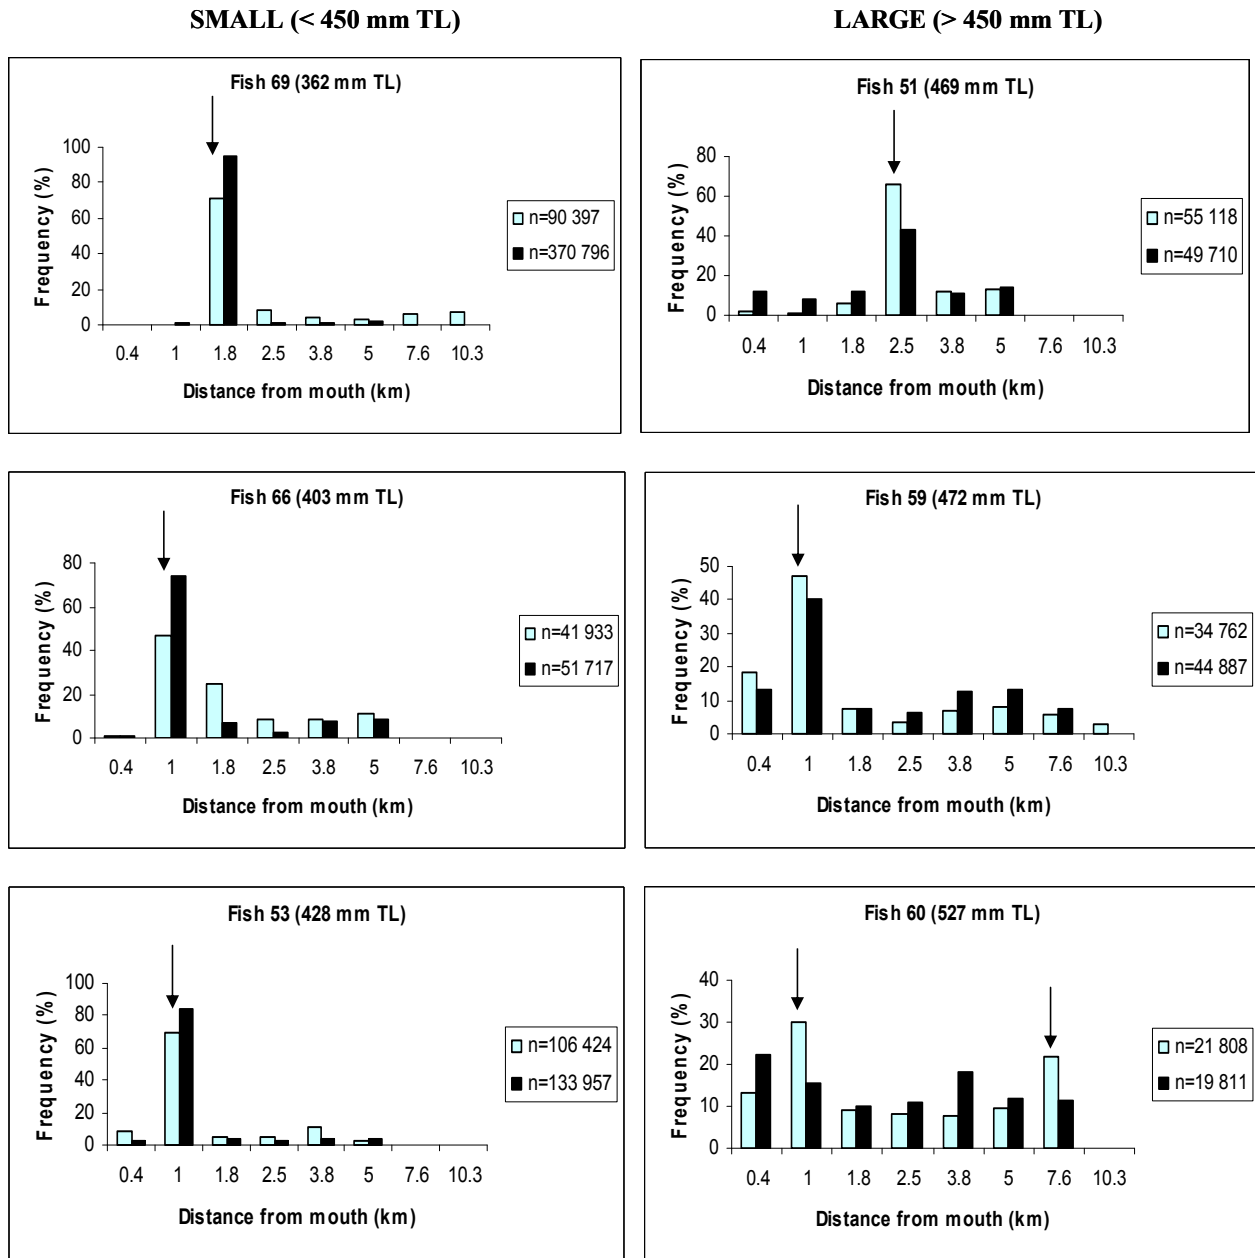 SMALL (< 450 mm TL)
LARGE (> 450 mm TL)
Fish 69 (362 mm TL)
Frequency (%)
100
80
60
40
20
0
0.4 1 1.8 2.5 3.8 5 7.6 10.3
Distance from mouth (km)
n=90 397
n=370 796
Fish 51 (469 mm TL)
Frequency (%)
80
60
40
20
0
0.4 1 1.8 2.5 3.8 5 7.6 10.3
Distance from mouth (km)
n=55 118
n=49 710
Fish 66 (403 mm TL)
Frequency (%)
80
60
40
20
0
0.4 1 1.8 2.5 3.8 5 7.6 10.3
Distance from mouth (km)
n=41 933
n=51 717
Fish 59 (472 mm TL)
Frequency (%)
50
40
30
20
10
0
0.4 1 1.8 2.5 3.8 5 7.6 10.3
Distance from mouth (km)
n=34 762
n=44 887
Fish 53 (428 mm TL)
Frequency (%)
100
80
60
40
20
0
0.4 1 1.8 2.5 3.8 5 7.6 10.3
Distance from mouth (km)
n=106 424
n=133 957
Fish 60 (527 mm TL)
Frequency (%)
40
30
20
10
0
0.4 1 1.8 2.5 3.8 5 7.6 10.3
Distance from mouth (km)
n=21 808
n=19 811